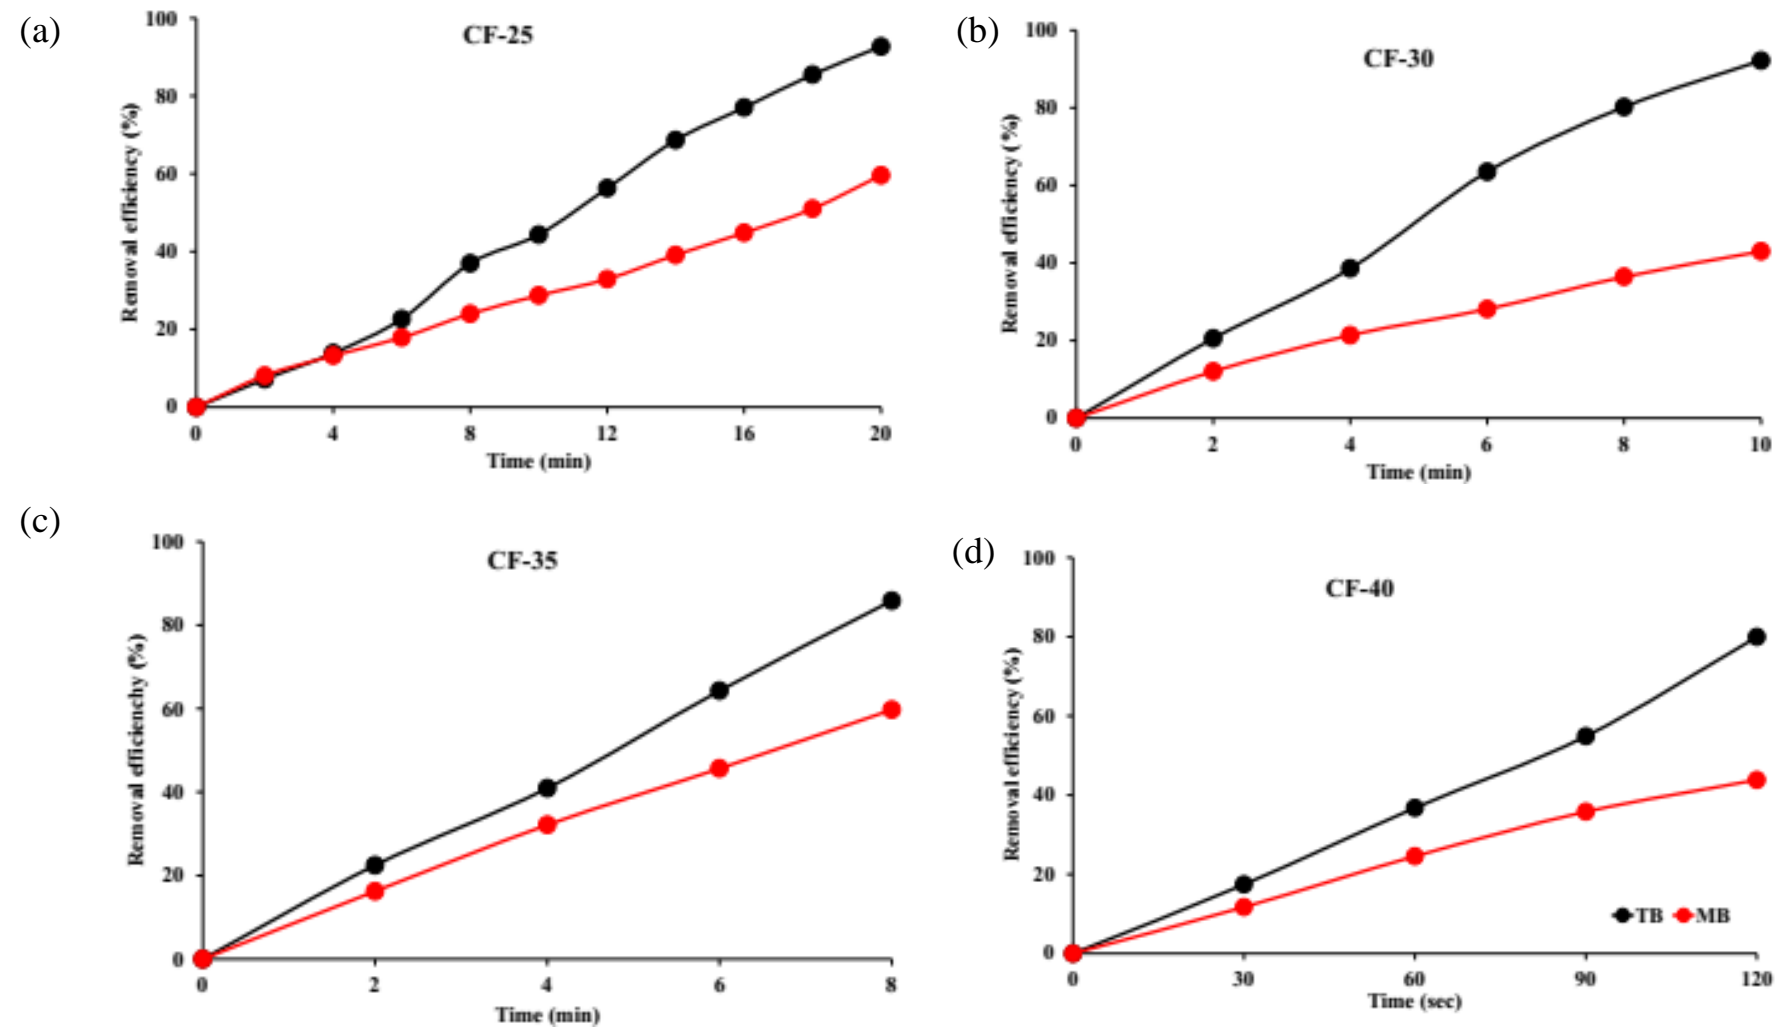 (a)
CF-25
Removal efficiency (%)
100
80
60
40
20
0
0 4 8 12 16 20
Time (min)
(b)
CF-30
Removal efficiency (%)
100
80
60
40
20
0
0 2 4 6 8 10
Time (min)
(c)
CF-35
Removal efficienchy (%)
100
80
60
40
20
0
0 2 4 6 8
Time (min)
(d)
CF-40
Removal efficiency (%)
100
80
60
40
20
0
TB MB
0 30 60 90 120
Time (sec)